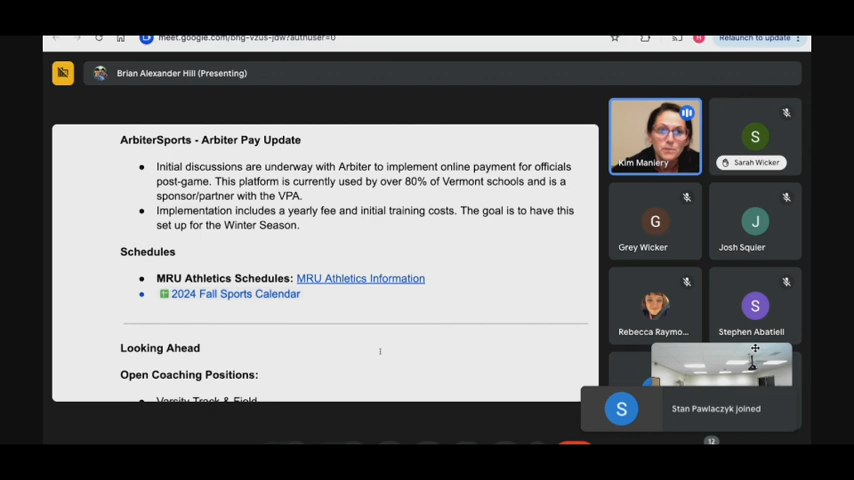 meet.google.com/bng-vzus-jdw?authuser=0
Relaunch to update
Brian Alexander Hill (Presenting)
ArbiterSports - Arbiter Pay Update
Initial discussions are underway with Arbiter to implement online payment for officials
post-game. This platform is currently used by over 80% of Vermont schools and is a
sponsor/partner with the VPA.
Implementation includes a yearly fee and initial training costs. The goal is to have this
set up for the Winter Season.
Schedules
MRU Athletics Schedules: MRU Athletics Information
2024 Fall Sports Calendar
Looking Ahead
Open Coaching Positions:
Varsity Track & Field
Kim Maniery
S
Sarah Wicker
G
Grey Wicker
J
Josh Squier
Rebecca Raymo...
S
Stephen Abatiell
S
Stan Pawlaczyk joined
12